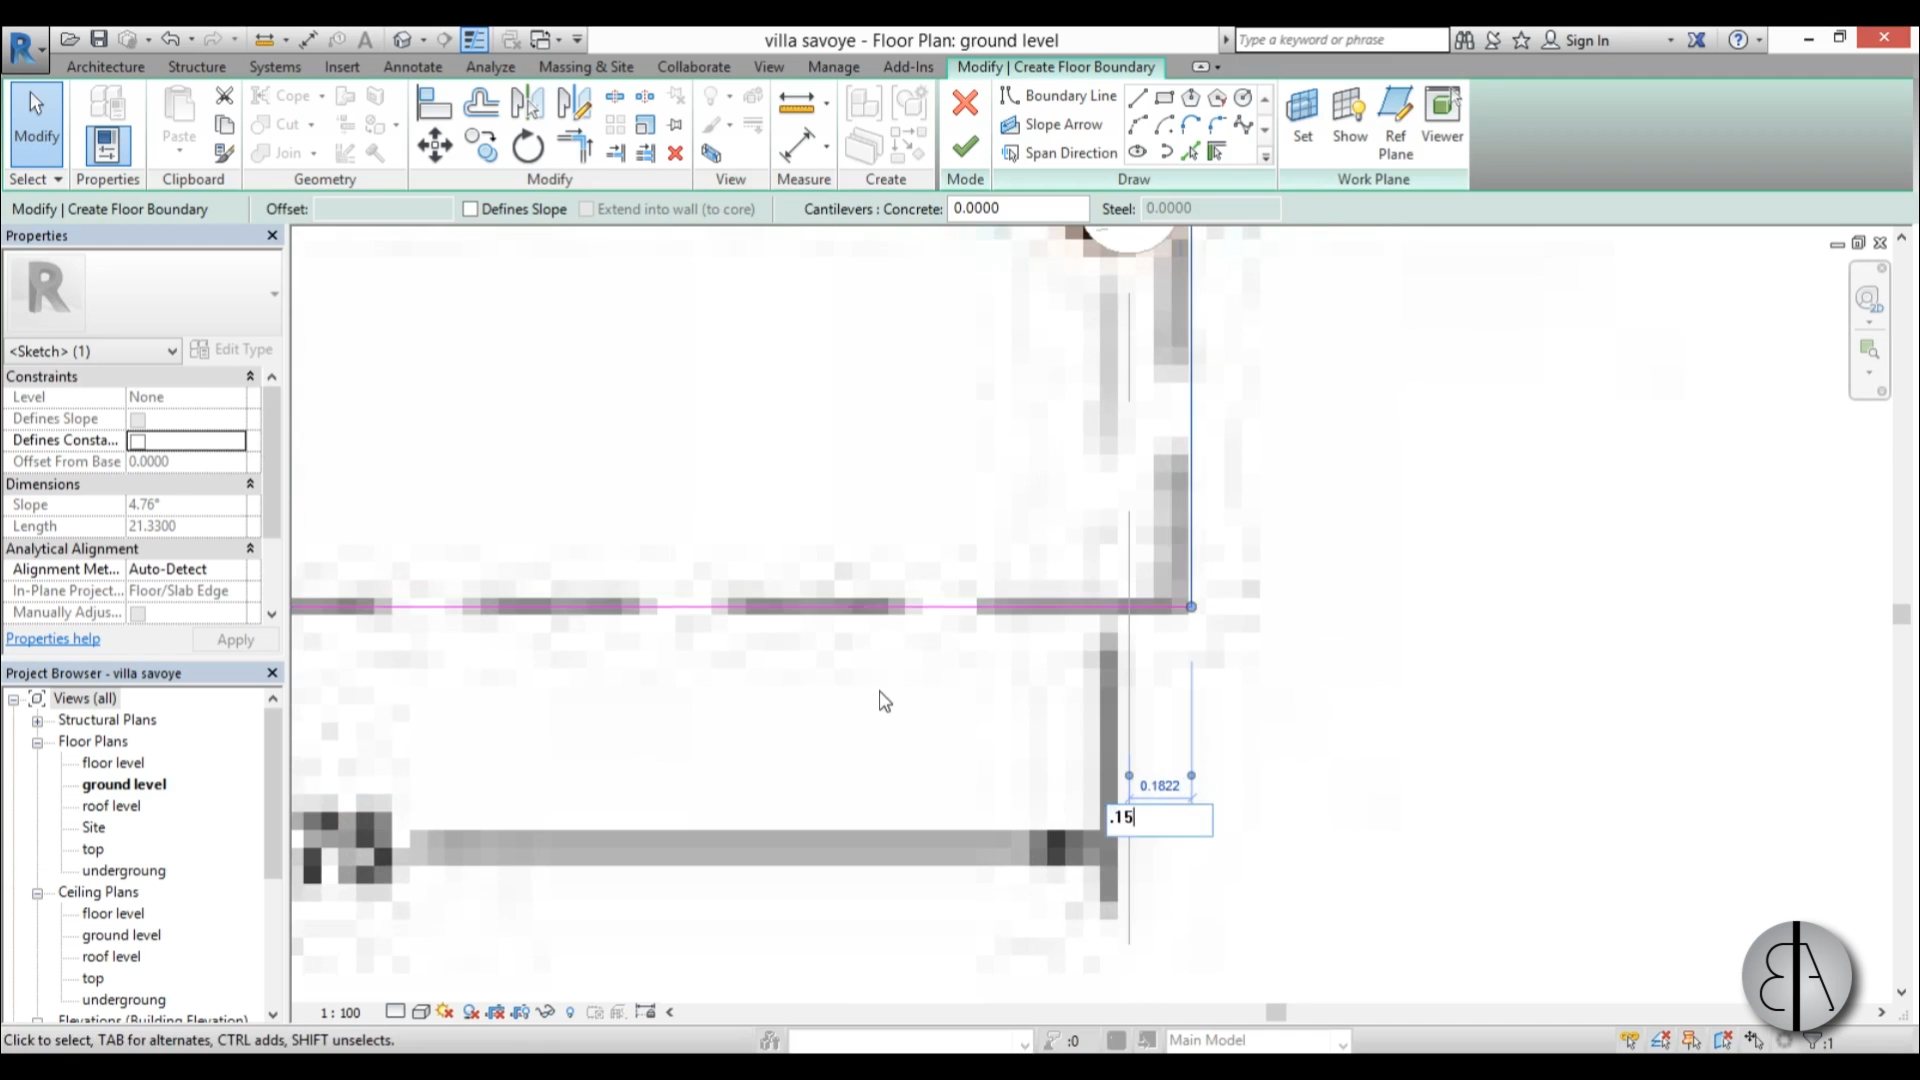 villa savoye - Floor Plan: ground level
Type a keyword or phrase
Sign In
Architecture Structure Systems Insert Annotate Analyze Massing & Site Collaborate View Manage Add-Ins Modify | Create Floor Boundary
Modify
Paste
Cope
Cut
Join
Boundary Line
Slope Arrow
Span Direction
Set Show Ref Plane Viewer
Select Properties Clipboard Geometry Modify View Measure Create Mode Draw Work Plane
Modify | Create Floor Boundary Offset: Defines Slope Extend into wall (to core) Cantilevers : Concrete: 0.0000 Steel: 0.0000
Properties
R
<Sketch> (1) Edit Type
Constraints
Level None
Defines Slope
Defines Consta...
Offset From Base 0.0000
Dimensions
Slope 4.76°
Length 21.3300
Analytical Alignment
Alignment Met... Auto-Detect
In-Plane Project... Floor/Slab Edge
Manually Adjus...
Properties help Apply
Project Browser - villa savoye
Views (all)
Structural Plans
Floor Plans
floor level
ground level
roof level
Site
top
undergroung
Ceiling Plans
floor level
ground level
roof level
top
undergroung
Elevations (Building Elevation)
2D
0.1822
.15
1 : 100
Click to select, TAB for alternates, CTRL adds, SHIFT unselects.
:0
Main Model
:1